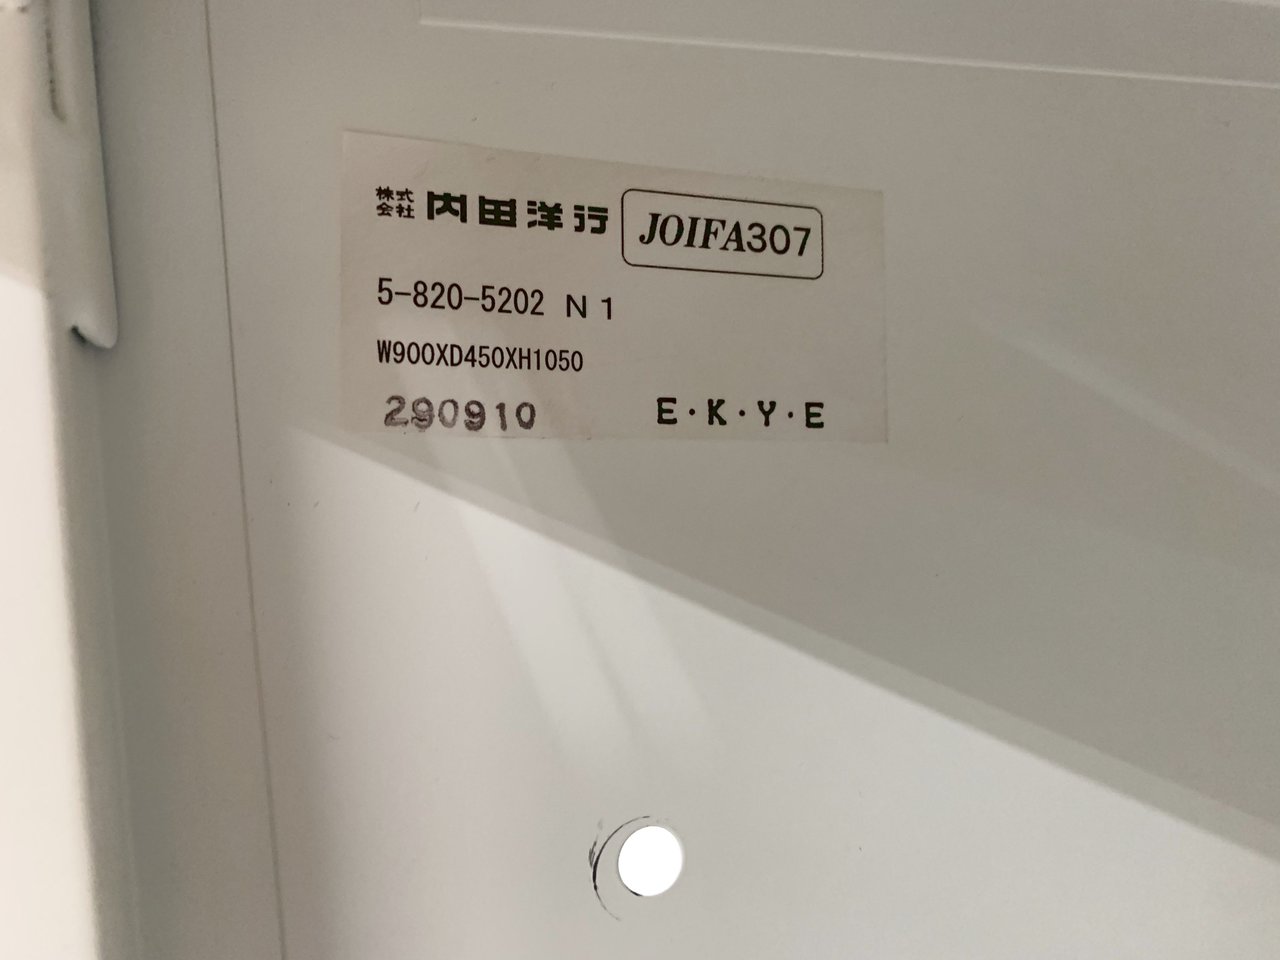 株式会社 内田洋行 JOIFA307
5-820-5202 N 1
W900XD450XH1050
290910 E・K・Y・E